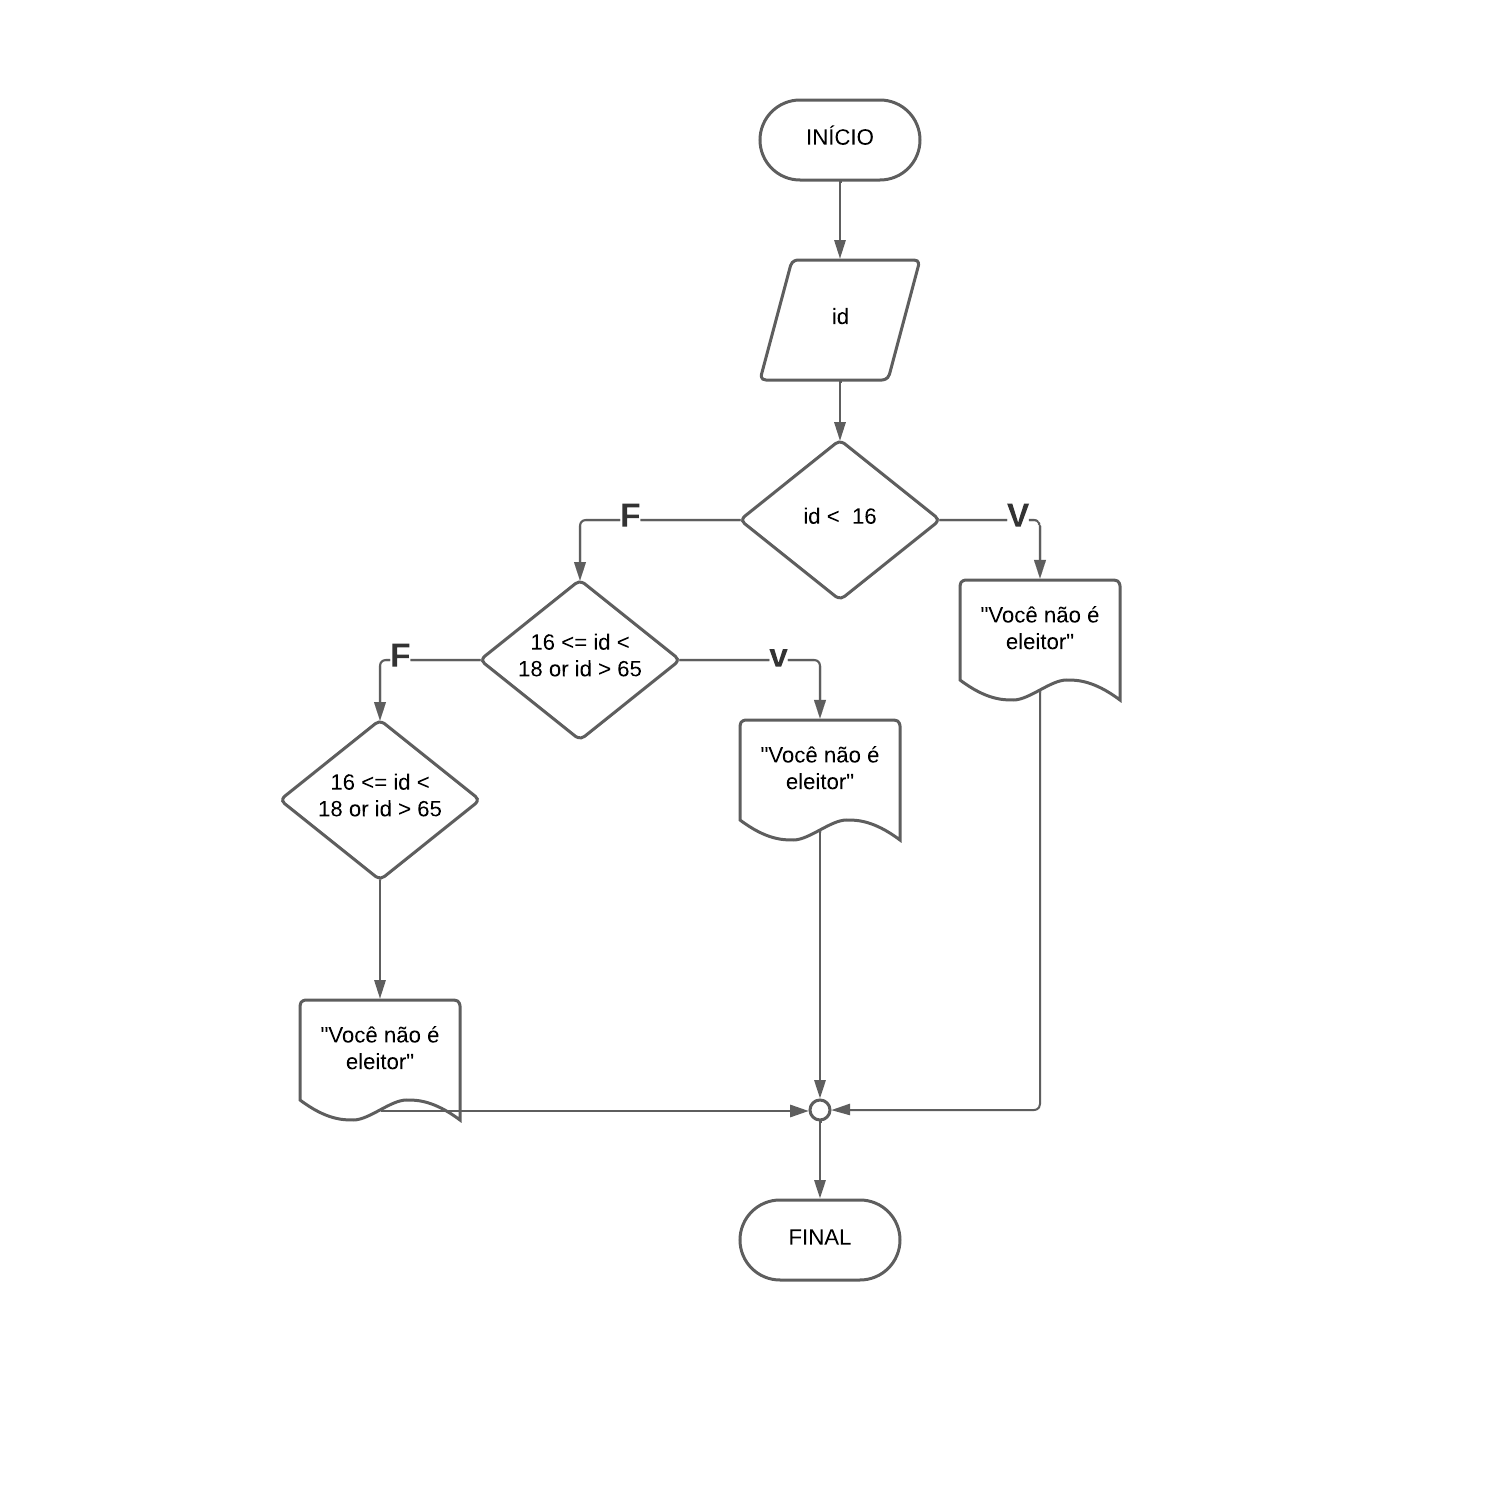 INÍCIO
id
id < 16
F
V
"Você não é
eleitor"
16 <= id <
18 or id > 65
F
v
"Você não é
eleitor"
16 <= id <
18 or id > 65
"Você não é
eleitor"
FINAL